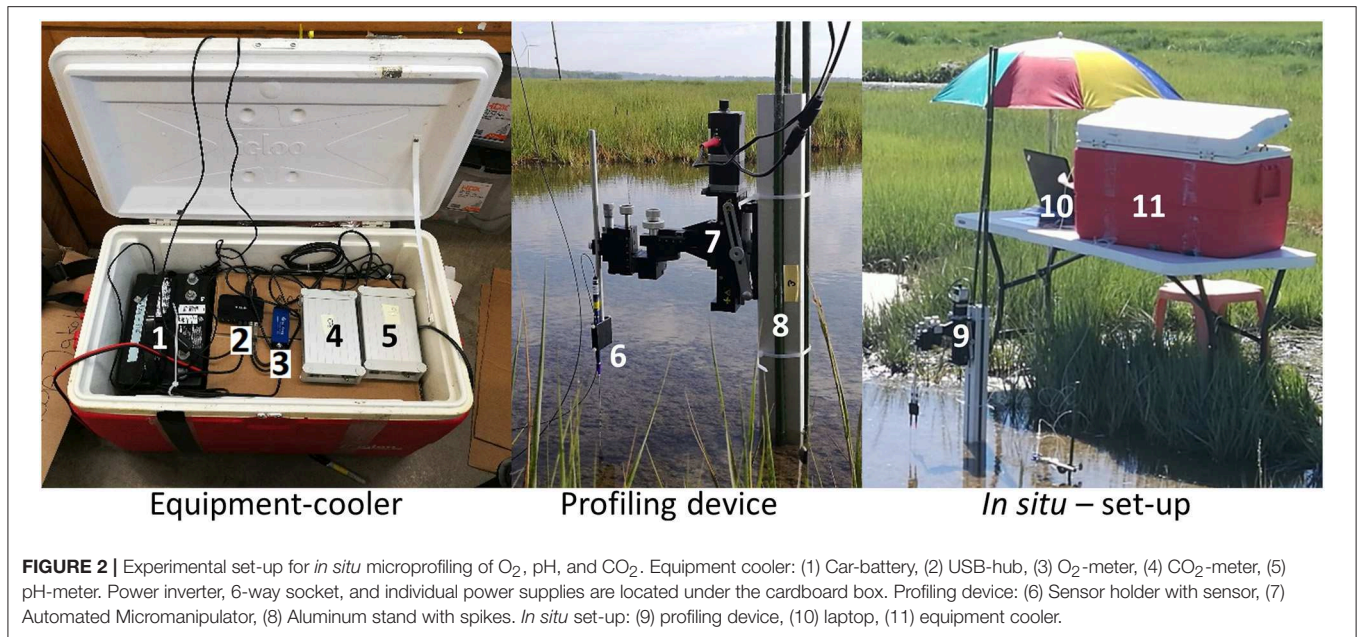 igloo
1
2
3
4
5
6
7
8
9
10
11
Equipment-cooler
Profiling device
In situ – set-up
FIGURE 2 | Experimental set-up for in situ microprofiling of O₂, pH, and CO₂. Equipment cooler: (1) Car-battery, (2) USB-hub, (3) O₂-meter, (4) CO₂-meter, (5)
pH-meter. Power inverter, 6-way socket, and individual power supplies are located under the cardboard box. Profiling device: (6) Sensor holder with sensor, (7)
Automated Micromanipulator, (8) Aluminum stand with spikes. In situ set-up: (9) profiling device, (10) laptop, (11) equipment cooler.